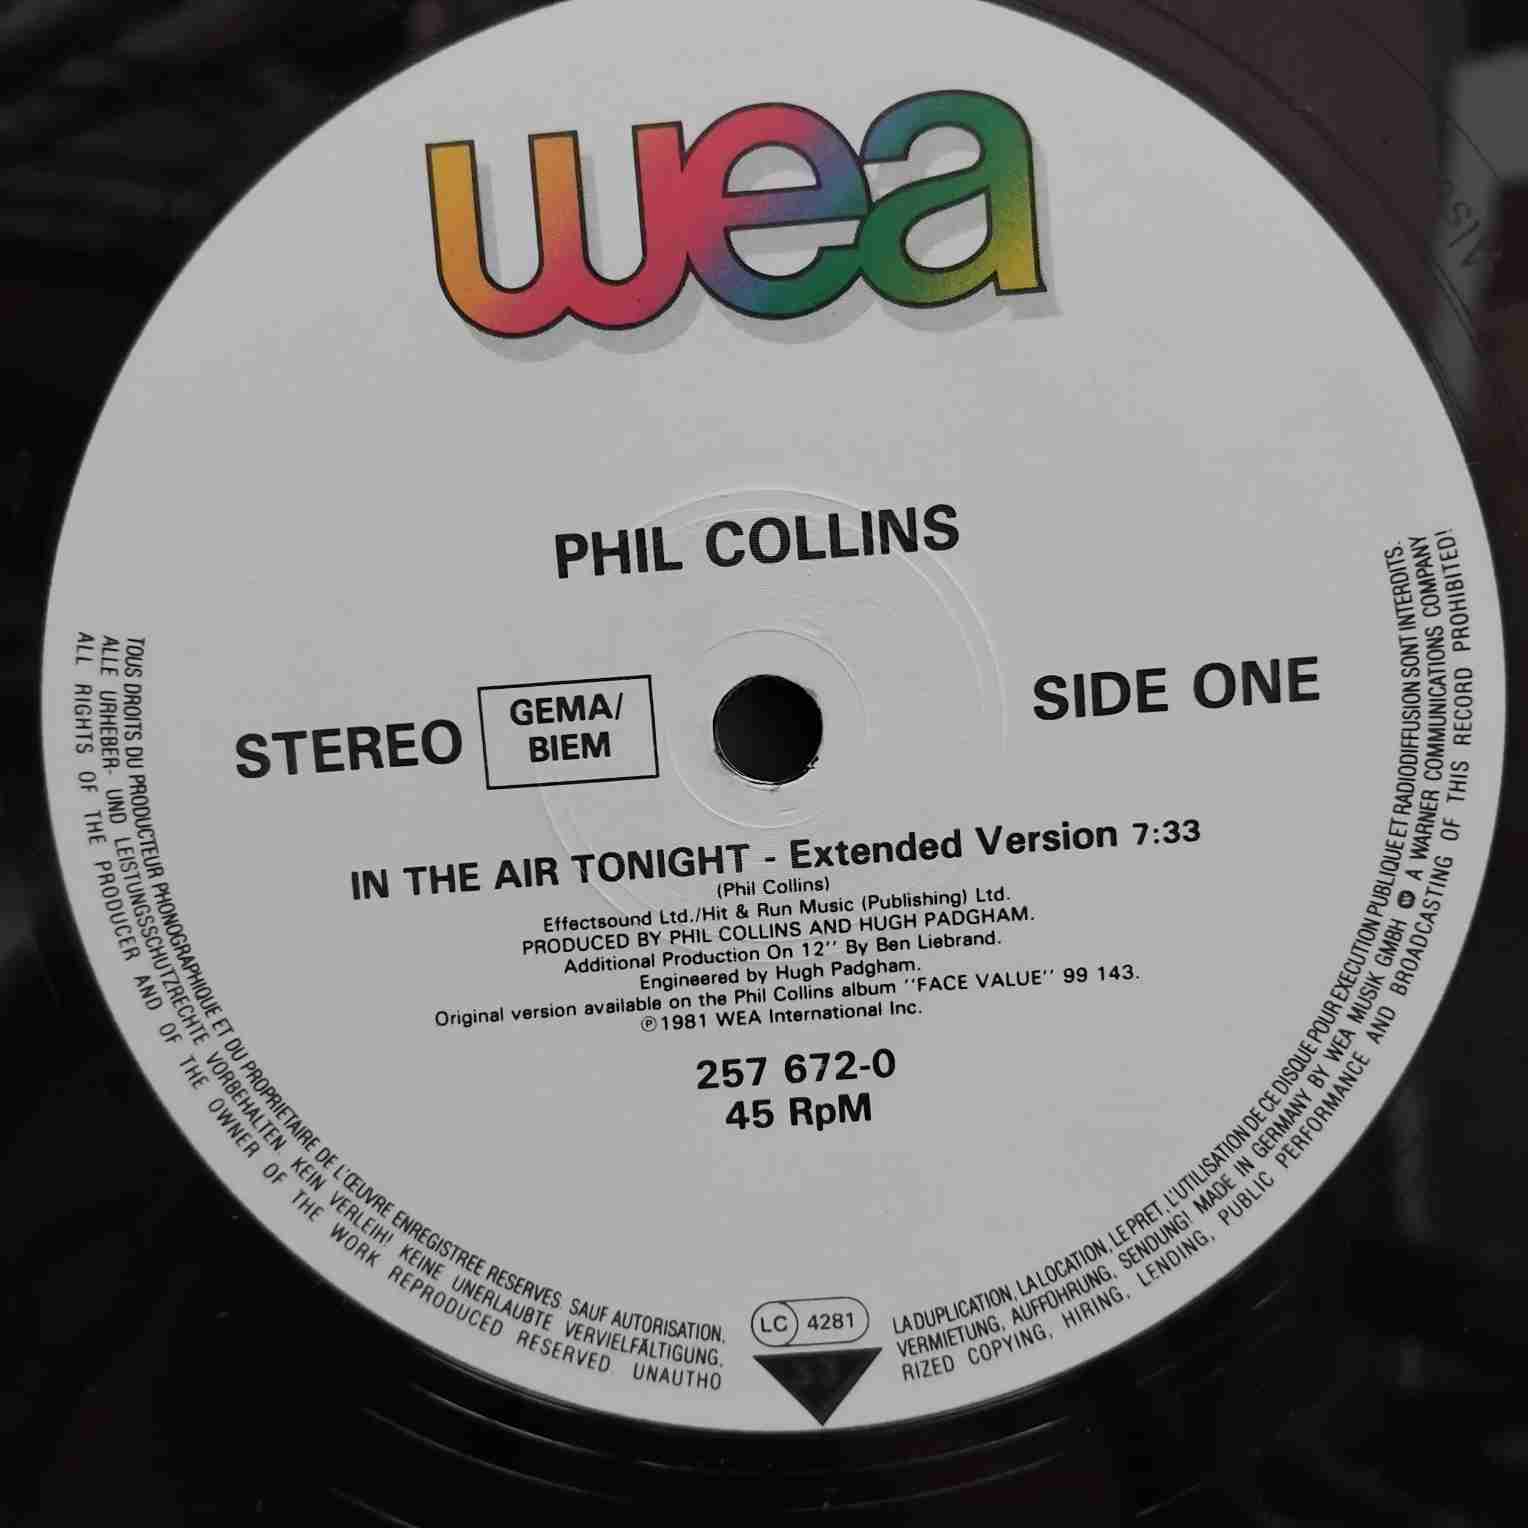 wea
PHIL COLLINS
STEREO
GEMA/
BIEM
SIDE ONE
IN THE AIR TONIGHT - Extended Version 7:33
(Phil Collins)
Effectsound Ltd./Hit & Run Music (Publishing) Ltd.
PRODUCED BY PHIL COLLINS AND HUGH PADGHAM.
Additional Production On 12'' By Ben Liebrand.
Engineered by Hugh Padgham.
Original version available on the Phil Collins album ''FACE VALUE'' 99 143.
℗1981 WEA International Inc.
257 672-0
45 RpM
TOUS DROITS DU PRODUCTEUR PHONOGRAPHIQUE ET DU PROPRIETAIRE DE L'ŒUVRE ENREGISTREE RESERVES. SAUF AUTORISATION, LA DUPLICATION, LA LOCATION, LE PRET, L'UTILISATION DE CE DISQUE POUR EXECUTION PUBLIQUE ET RADIODIFFUSION SONT INTERDITS.
ALLE URHEBER- UND LEISTUNGSSCHUTZRECHTE VORBEHALTEN. KEIN VERLEIH! KEINE UNERLAUBTE VERVIELFÄLTIGUNG, VERMIETUNG, AUFFÜHRUNG, SENDUNG! MADE IN GERMANY BY WEA MUSIK GMBH A WARNER COMMUNICATIONS COMPANY
ALL RIGHTS OF THE PRODUCER AND OF THE OWNER OF THE WORK REPRODUCED RESERVED UNAUTHORIZED COPYING, HIRING, LENDING, PUBLIC PERFORMANCE AND BROADCASTING OF THIS RECORD PROHIBITED!
LC 4281